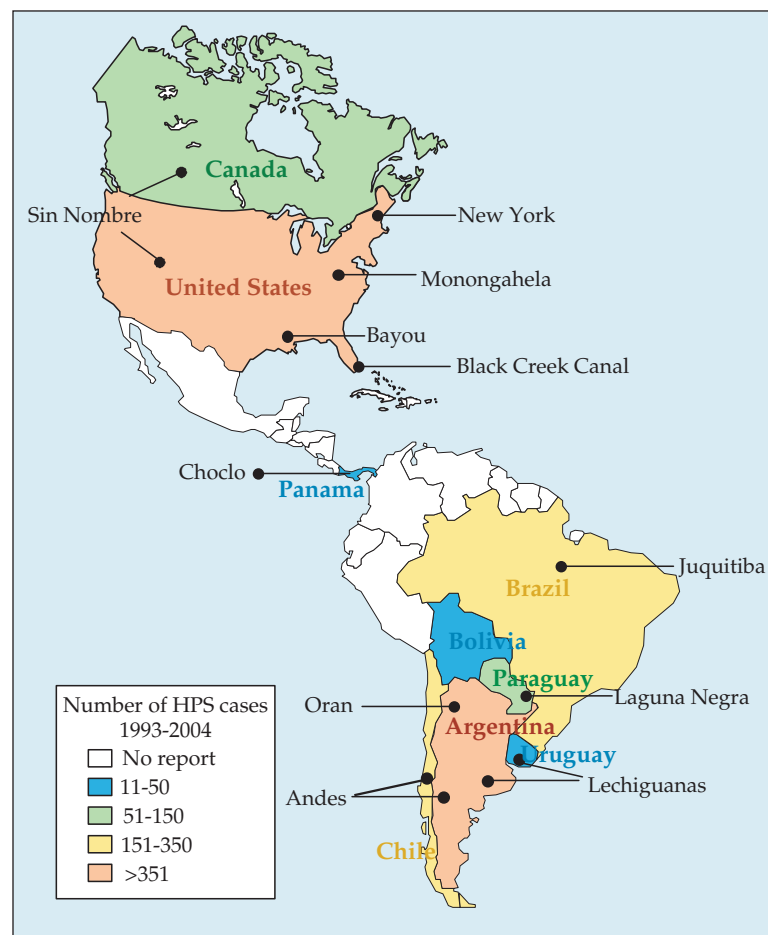 Canada
Sin Nombre
New York
United States
Monongahela
Bayou
Black Creek Canal
Choclo
Panama
Juquitiba
Brazil
Bolivia
Paraguay
Laguna Negra
Oran
Argentina
Uruguay
Lechiguanas
Andes
Chile
Number of HPS cases
1993-2004
No report
11-50
51-150
151-350
>351